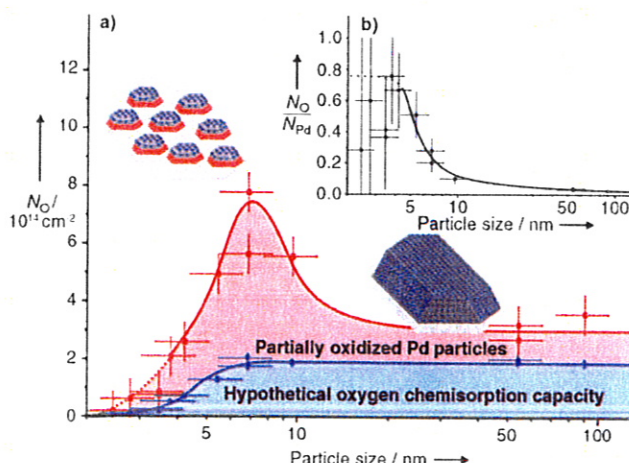 a)
b)
12
10
8
6
4
2
0
N_O /
10^14 cm^-2
1.0
0.8
0.6
0.4
0.2
0.0
N_O
N_Pd
5 10 50 100
Particle size / nm
Partially oxidized Pd particles
Hypothetical oxygen chemisorption capacity
5 10 50 100
Particle size / nm